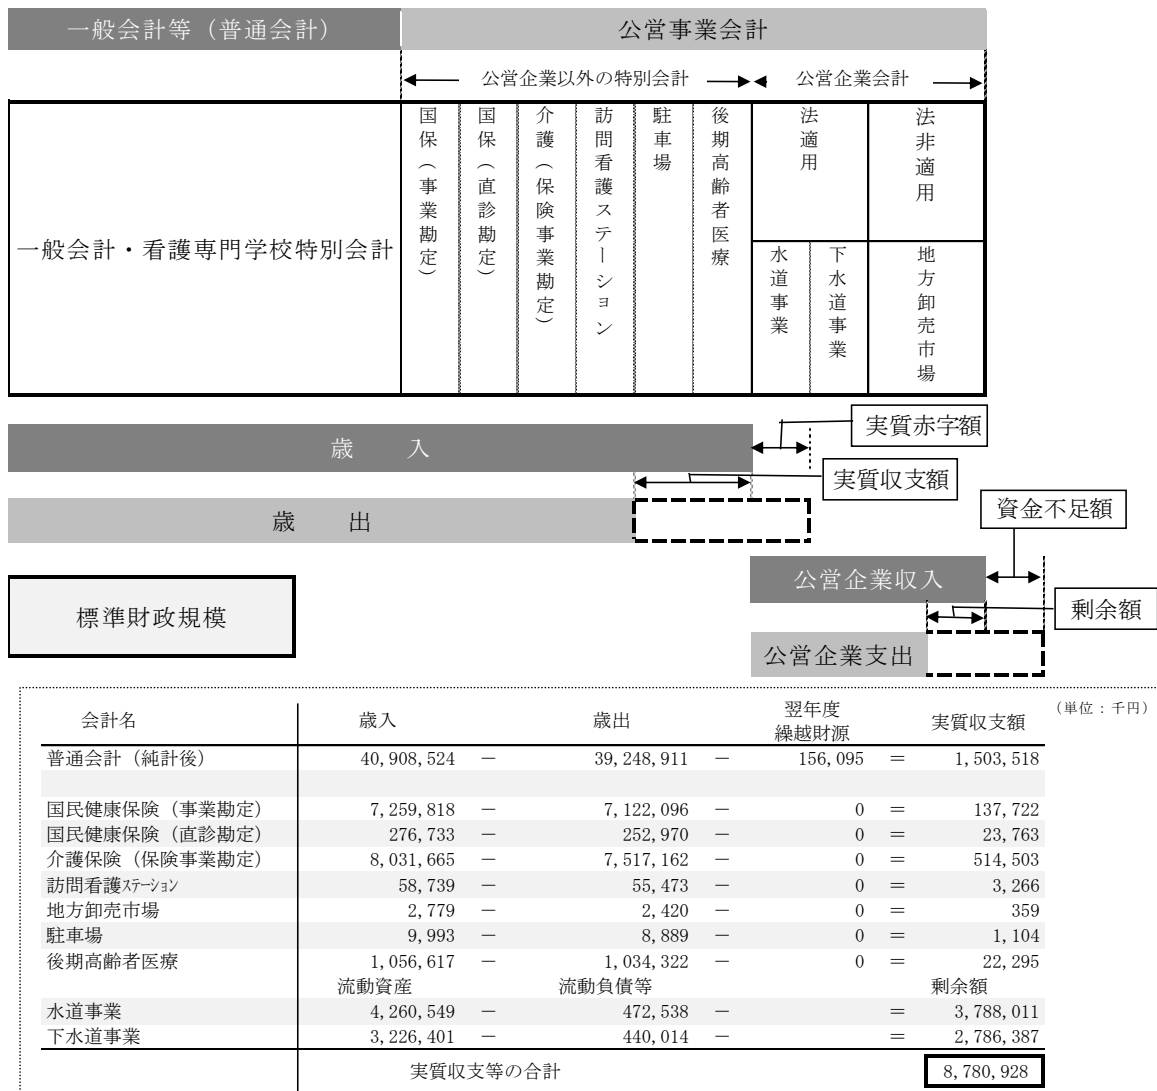 一般会計等（普通会計）
公営事業会計
公営企業以外の特別会計
公営企業会計
一般会計・看護専門学校特別会計
国保（事業勘定）
国保（直診勘定）
介護（保険事業勘定）
訪問看護ステーション
駐車場
後期高齢者医療
法適用
法非適用
水道事業
下水道事業
地方卸売市場
実質赤字額
歳　入
実質収支額
歳　出
資金不足額
公営企業収入
標準財政規模
剰余額
公営企業支出
（単位：千円）
会計名 歳入 歳出 翌年度繰越財源 実質収支額
普通会計（純計後） 40,908,524 － 39,248,911 － 156,095 ＝ 1,503,518
国民健康保険（事業勘定） 7,259,818 － 7,122,096 － 0 ＝ 137,722
国民健康保険（直診勘定） 276,733 － 252,970 － 0 ＝ 23,763
介護保険（保険事業勘定） 8,031,665 － 7,517,162 － 0 ＝ 514,503
訪問看護ｽﾃｰｼｮﾝ 58,739 － 55,473 － 0 ＝ 3,266
地方卸売市場 2,779 － 2,420 － 0 ＝ 359
駐車場 9,993 － 8,889 － 0 ＝ 1,104
後期高齢者医療 1,056,617 － 1,034,322 － 0 ＝ 22,295
流動資産 流動負債等 剰余額
水道事業 4,260,549 － 472,538 － ＝ 3,788,011
下水道事業 3,226,401 － 440,014 － ＝ 2,786,387
実質収支等の合計 8,780,928